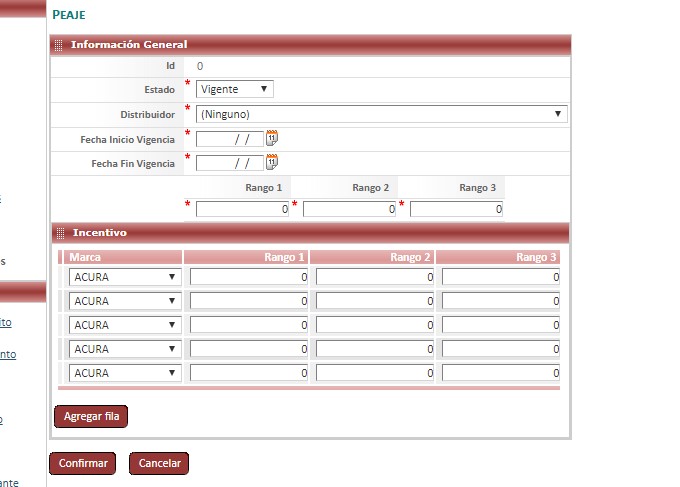 PEAJE
Información General
Id 0
Estado * Vigente
Distribuidor * (Ninguno)
Fecha Inicio Vigencia * / /
Fecha Fin Vigencia * / /
Rango 1 Rango 2 Rango 3
* 0 * 0 * 0
Incentivo
Marca Rango 1 Rango 2 Rango 3
ACURA 0 0 0
ACURA 0 0 0
ACURA 0 0 0
ACURA 0 0 0
ACURA 0 0 0
Agregar fila
Confirmar Cancelar
s
ito
nto
o
ante